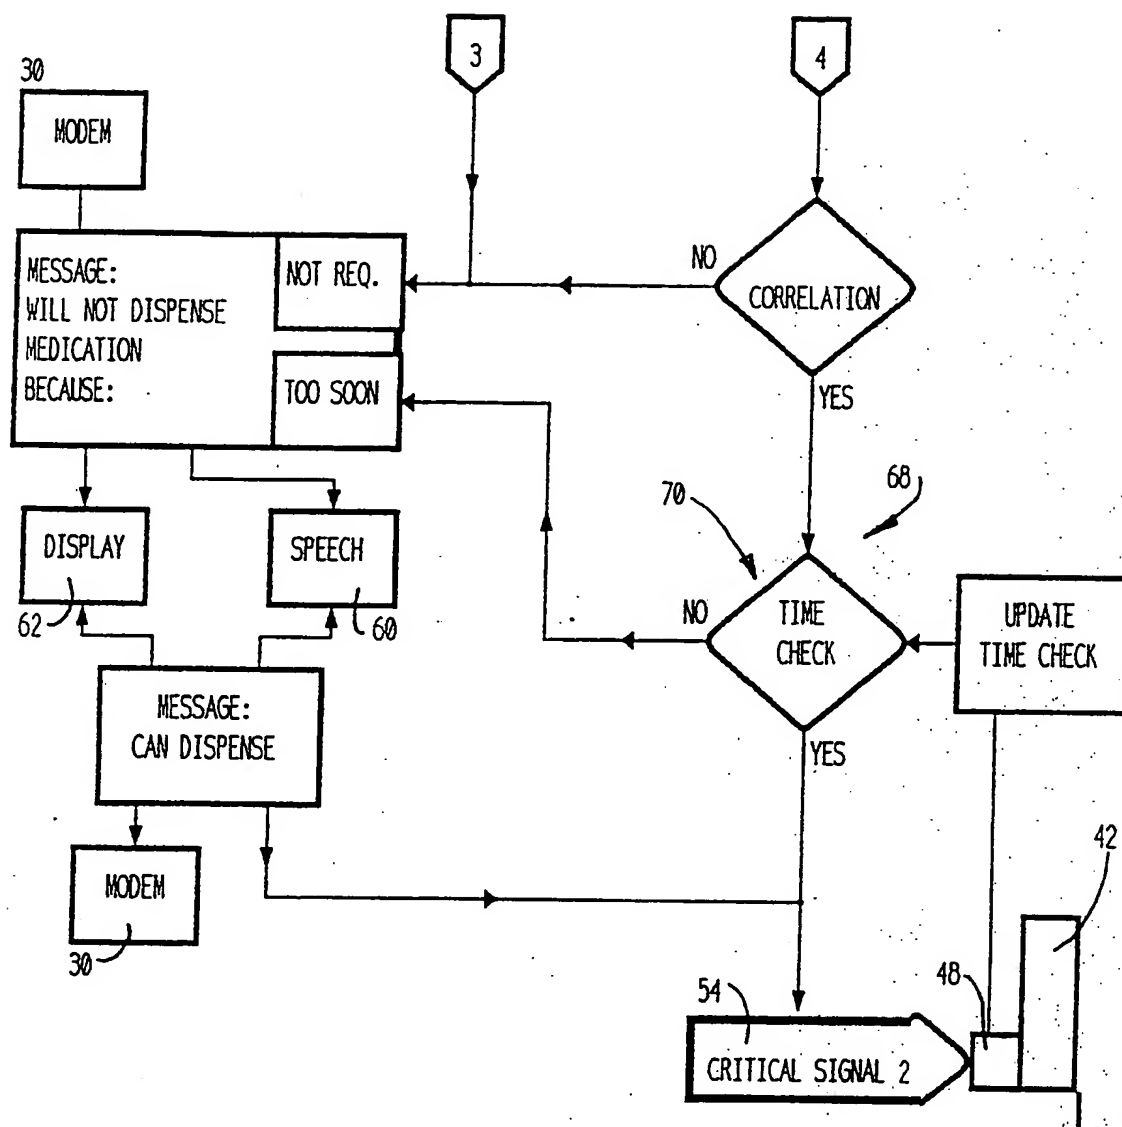 3
4
30
MODEM
MESSAGE:
WILL NOT DISPENSE
MEDICATION
BECAUSE:
NOT REQ.
TOO SOON
NO
CORRELATION
YES
68
70
DISPLAY
SPEECH
62
60
NO
TIME
CHECK
UPDATE
TIME CHECK
MESSAGE:
CAN DISPENSE
YES
42
MODEM
30
48
54
CRITICAL SIGNAL 2